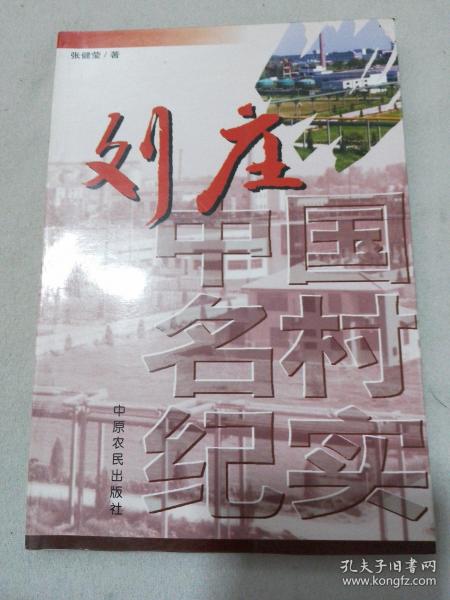 张健莹/著
刘庄
中国
名村
纪实
中原农民出版社
孔夫子旧书网
www.kongfz.com